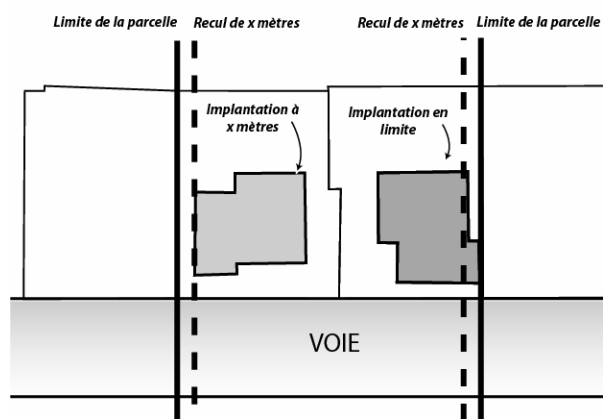 Limite de la parcelle
Recul de x mètres
Recul de x mètres
Limite de la parcelle
Implantation à
x mètres
Implantation en
limite
VOIE